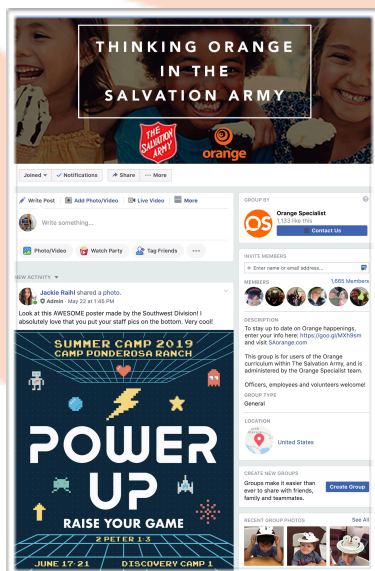 THINKING ORANGE
IN THE
SALVATION ARMY
THE
SALVATION
ARMY
orange
Joined
Notifications
Share
More
Write Post
Add Photo/Video
Live Video
More
Write something...
Photo/Video
Watch Party
Tag Friends
NEW ACTIVITY
Jackie Raihl shared a photo.
Admin · May 22 at 1:45 PM
Look at this AWESOME poster made by the Southwest Division! I
absolutely love that you put your staff pics on the bottom. Very cool!
SUMMER CAMP 2019
CAMP PONDEROSA RANCH
POWER
UP
RAISE YOUR GAME
2 PETER 1:3
JUNE 17-21
DISCOVERY CAMP 1
GROUP BY
OS
Orange Specialist
1,133 like this
Contact Us
INVITE MEMBERS
+ Enter name or email address...
MEMBERS
1,665 Members
DESCRIPTION
To stay up to date on Orange happenings,
enter your info here: https://goo.gl/MXh9sm
and visit SAorange.com
This group is for users of the Orange
curriculum within The Salvation Army, and is
administered by the Orange Specialist team.
Officers, employees and volunteers welcome!
GROUP TYPE
General
LOCATION
United States
CREATE NEW GROUPS
Groups make it easier than
ever to share with friends,
family and teammates.
Create Group
RECENT GROUP PHOTOS
See All